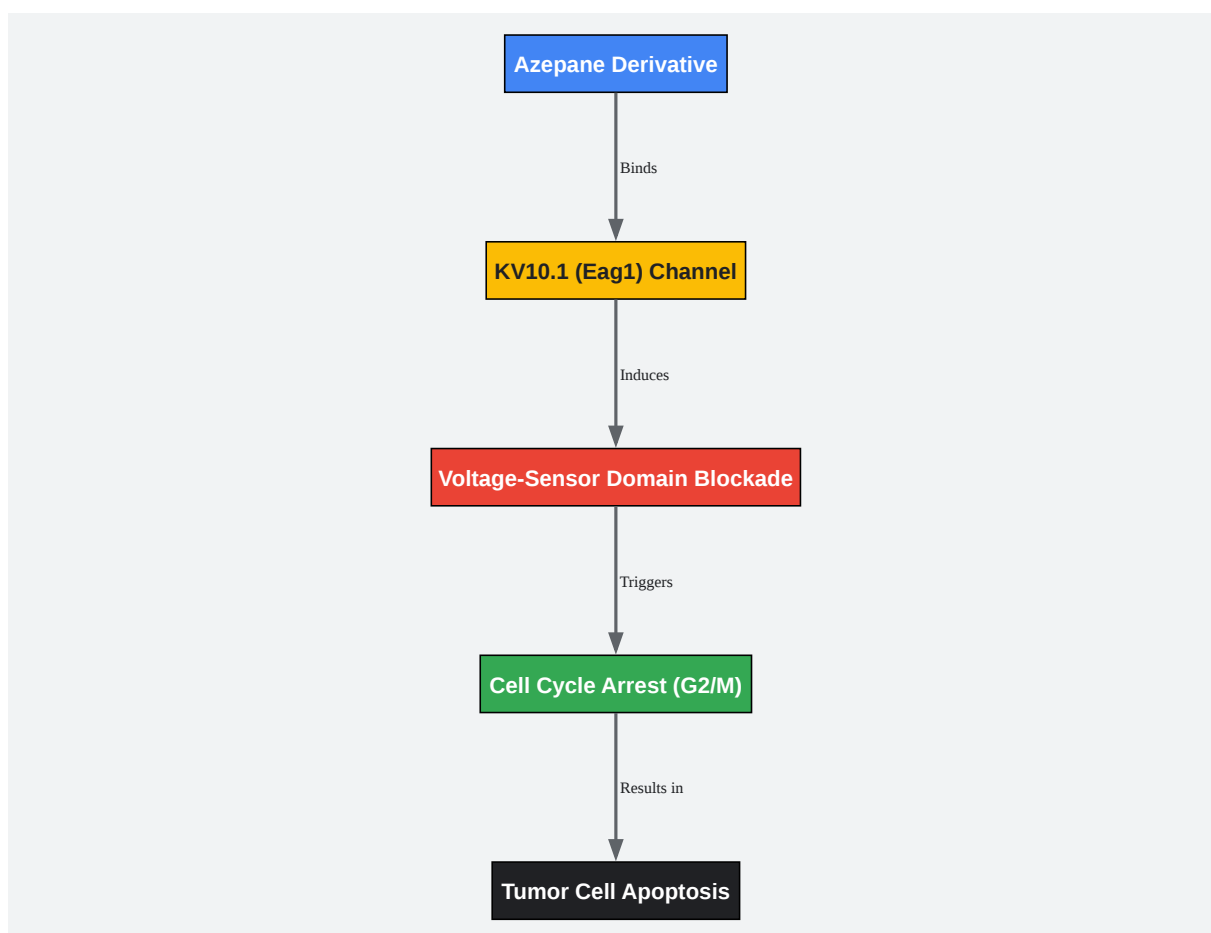 Azepane Derivative
Binds
KV10.1 (Eag1) Channel
Induces
Voltage-Sensor Domain Blockade
Triggers
Cell Cycle Arrest (G2/M)
Results in
Tumor Cell Apoptosis